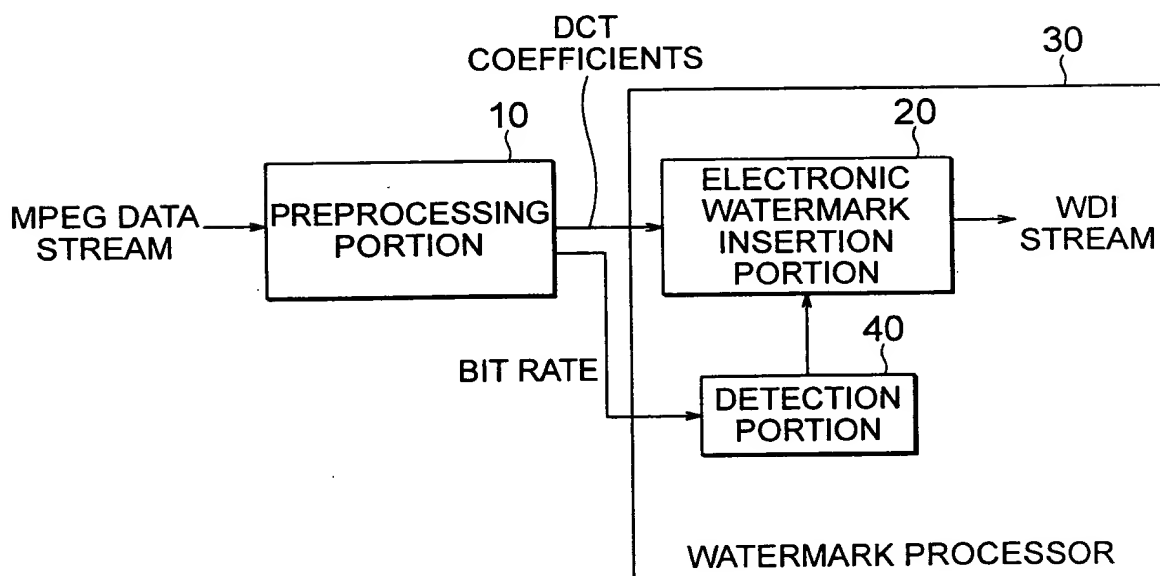 DCT
COEFFICIENTS
30
10
20
MPEG DATA
STREAM
PREPROCESSING
PORTION
ELECTRONIC
WATERMARK
INSERTION
PORTION
WDI
STREAM
BIT RATE
40
DETECTION
PORTION
WATERMARK PROCESSOR